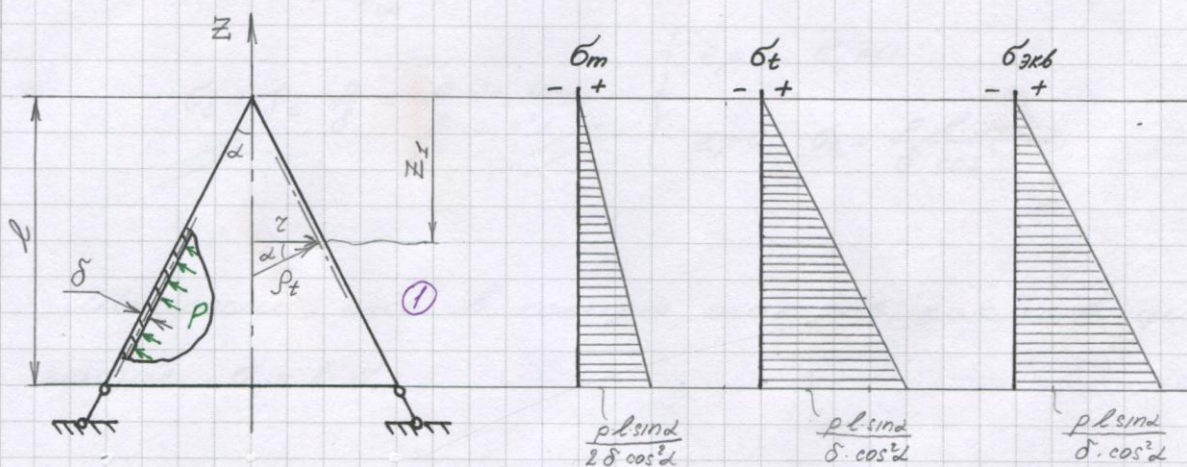 Z
σm
σt
σэкв
- +
- +
- +
α
z₁
l
r
α
ρt
δ
P
1
p·l·sinα / 2δ·cos²α
p·l·sinα / δ·cos²α
p·l·sinα / δ·cos²α